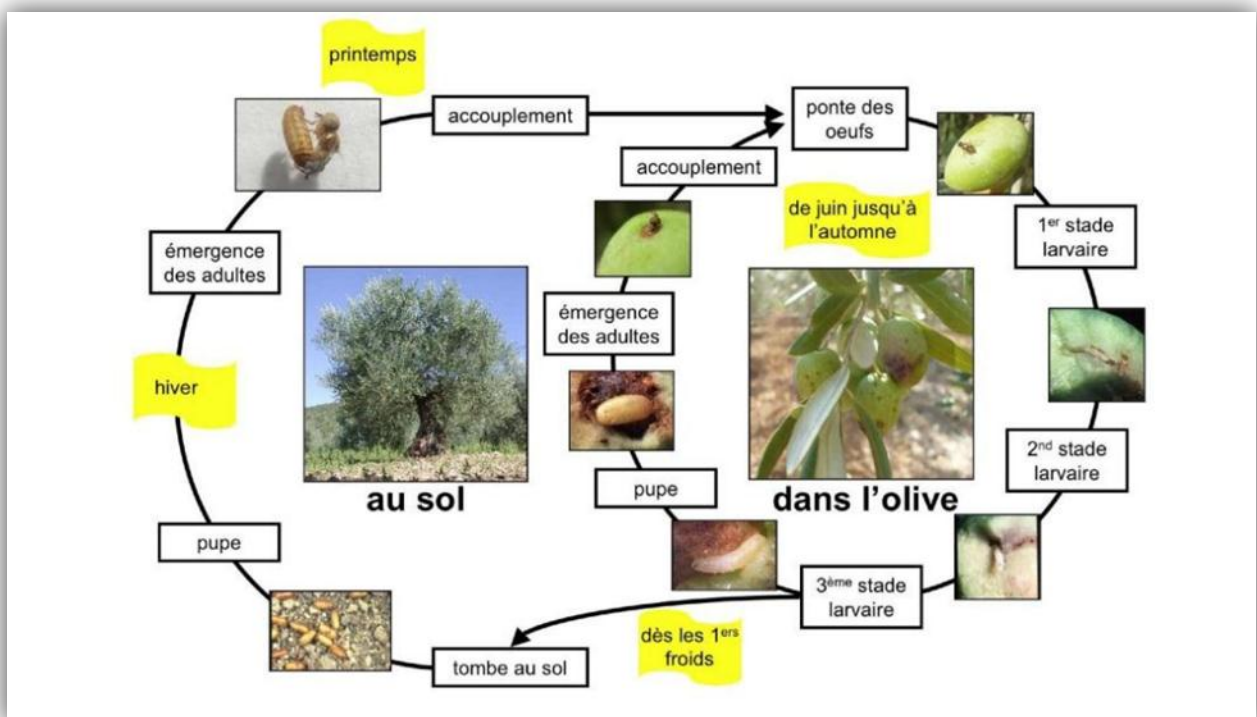 printemps
accouplement
ponte des
oeufs
accouplement
de juin jusqu'à
l'automne
1er stade
larvaire
émergence
des adultes
émergence
des adultes
hiver
2nd stade
larvaire
pupe
au sol
dans l'olive
pupe
3ème stade
larvaire
dès les 1ers
froids
tombe au sol